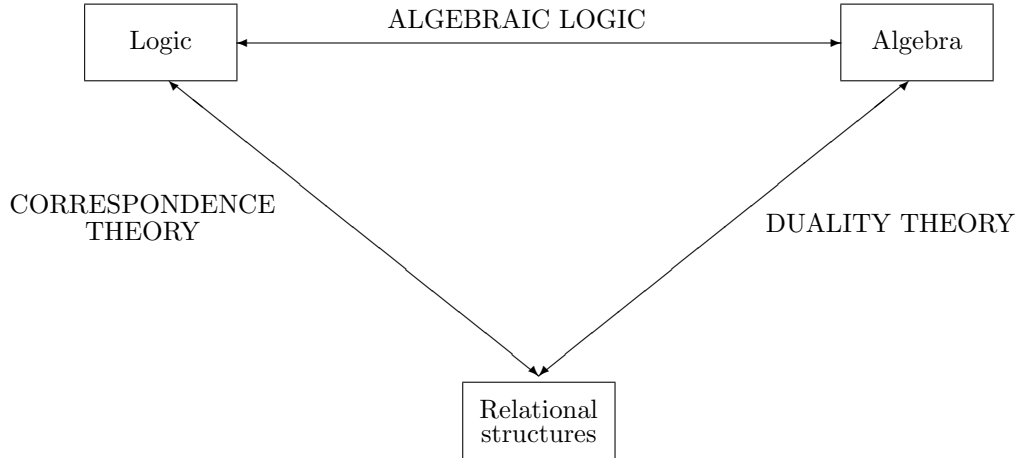 ALGEBRAIC LOGIC
Logic
Algebra
CORRESPONDENCE
THEORY
DUALITY THEORY
Relational
structures